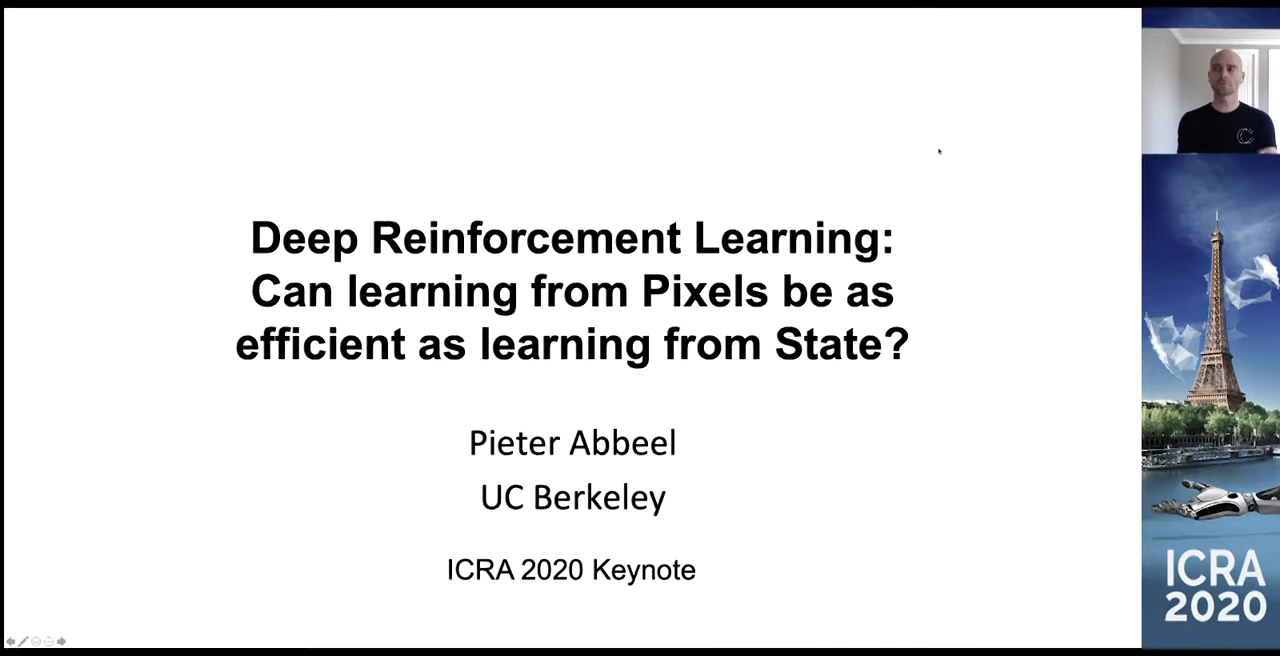 Deep Reinforcement Learning:
Can learning from Pixels be as
efficient as learning from State?
Pieter Abbeel
UC Berkeley
ICRA 2020 Keynote
C
ICRA
2020